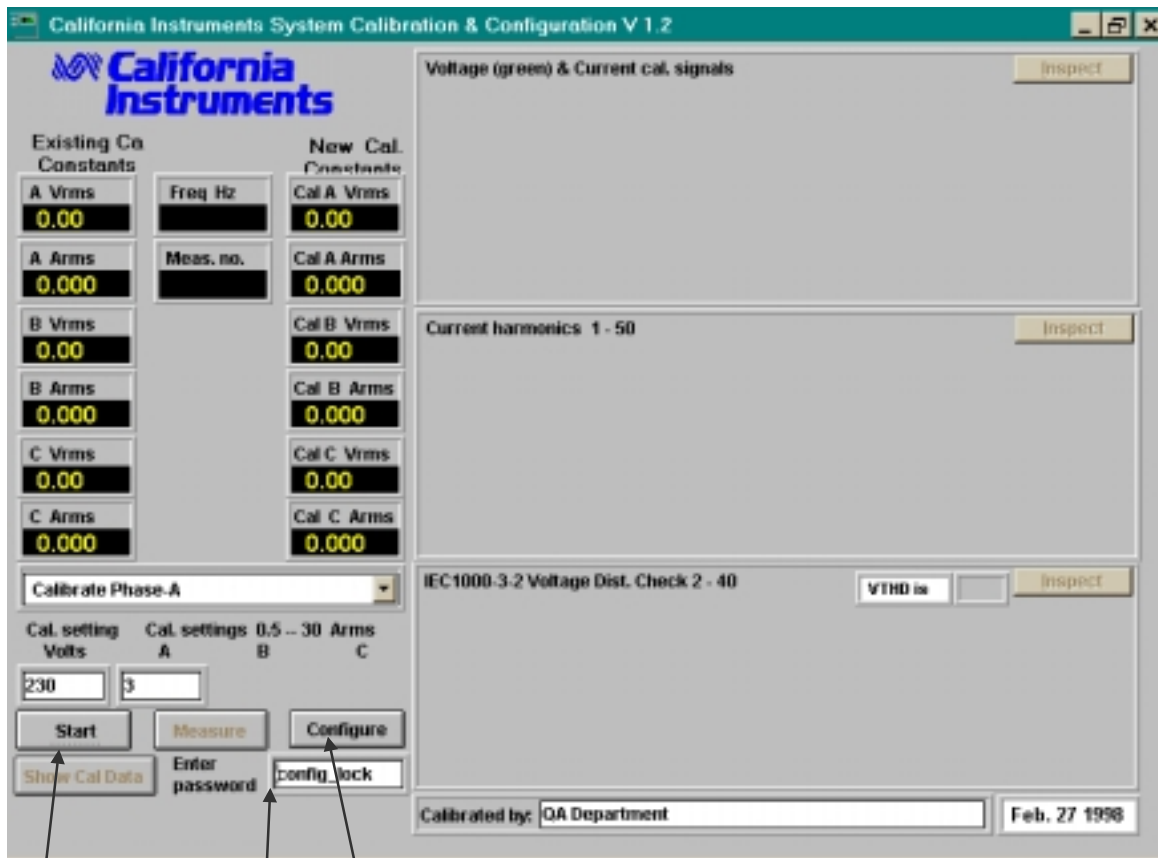 California Instruments System Calibration & Configuration V 1.2
California
Instruments
Existing Ca
Constants
New Cal.
Constants
A Vrms
0.00
Freq Hz
Cal A Vrms
0.00
A Arms
0.000
Meas. no.
Cal A Arms
0.000
B Vrms
0.00
Cal B Vrms
0.00
B Arms
0.000
Cal B Arms
0.000
C Vrms
0.00
Cal C Vrms
0.00
C Arms
0.000
Cal C Arms
0.000
Calibrate Phase-A
Cal. setting
Volts
Cal. settings 0.5 -- 30 Arms
A B C
230
3
Start
Measure
Configure
Show Cal Data
Enter
password
config_lock
Voltage (green) & Current cal. signals
Inspect
Current harmonics 1 - 50
Inspect
IEC1000-3-2 Voltage Dist. Check 2 - 40
VTHD is
Inspect
Calibrated by: QA Department
Feb. 27 1998